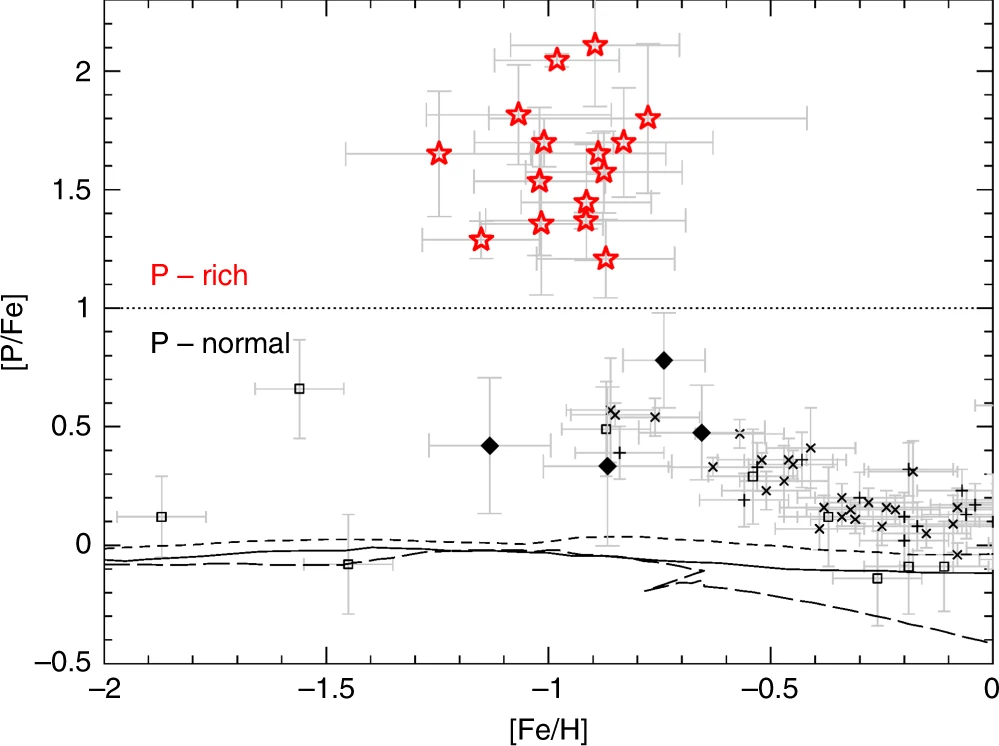 2
1.5
P – rich
1
P – normal
[P/Fe]
0.5
0
–0.5
–2
–1.5
–1
–0.5
0
[Fe/H]